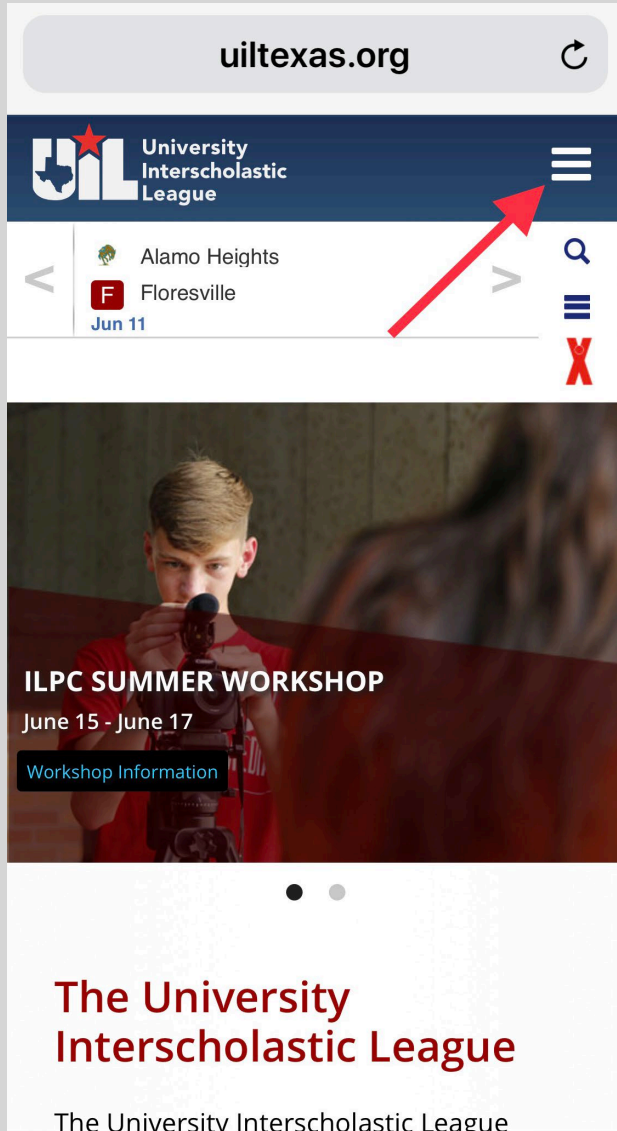 uiltexas.org
UIL
University
Interscholastic
League
Alamo Heights
F
Floresville
Jun 11
ILPC SUMMER WORKSHOP
June 15 - June 17
Workshop Information
The University
Interscholastic League
The University Interscholastic League